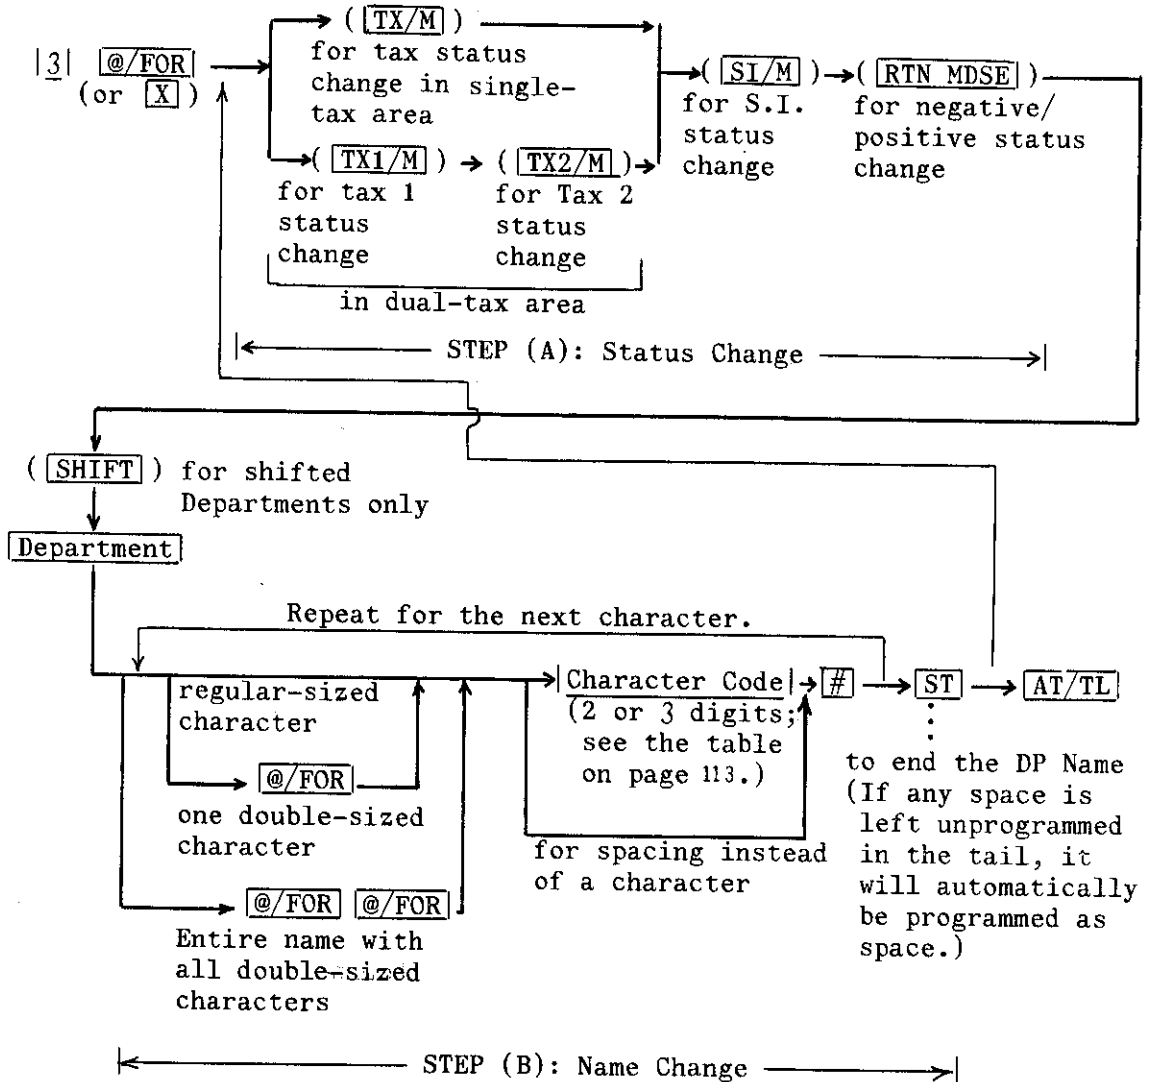 ( TX/M )
for tax status
change in single-
tax area
|3| @/FOR
(or X )
( TX1/M ) ( TX2/M )
for tax 1 for Tax 2
status status
change change
in dual-tax area
( SI/M ) ( RTN MDSE )
for S.I. for negative/
status positive status
change change
STEP (A): Status Change
( SHIFT ) for shifted
Departments only
Department
Repeat for the next character.
regular-sized
character
@/FOR
one double-sized
character
@/FOR @/FOR
Entire name with
all double-sized
characters
|Character Code| # ST AT/TL
(2 or 3 digits;
see the table
on page 113.)
for spacing instead
of a character
to end the DP Name
(If any space is
left unprogrammed
in the tail, it
will automatically
be programmed as
space.)
STEP (B): Name Change